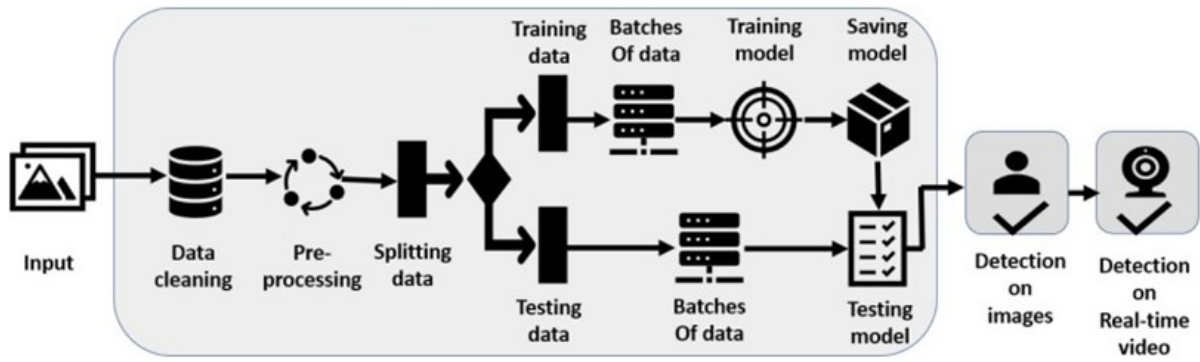 Input
Data
cleaning
Pre-
processing
Splitting
data
Training
data
Batches
Of data
Training
model
Saving
model
Testing
data
Batches
Of data
Testing
model
Detection
on
images
Detection
on
Real-time
video